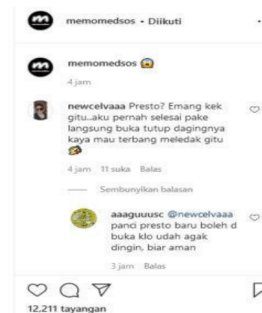 memomedsos • Diikuti
memomedsos 😱
4 jam
newcelvaaa Presto? Emang kek
gitu..aku pernah selesai pake
langsung buka tutup dagingnya
kaya mau terbang meledak gitu
4 jam 11 suka Balas
Sembunyikan balasan
aaaguuusc @newcelvaaa
panci presto baru boleh d
buka klo udah agak
dingin, biar aman
3 jam Balas
12,211 tayangan